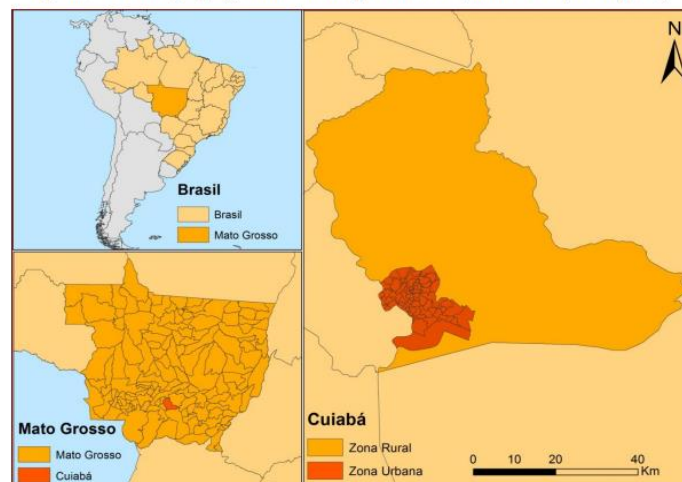 Brasil
Brasil
Mato Grosso
Mato Grosso
Mato Grosso
Cuiabá
N
Cuiabá
Zona Rural
Zona Urbana
0 10 20 40
Km